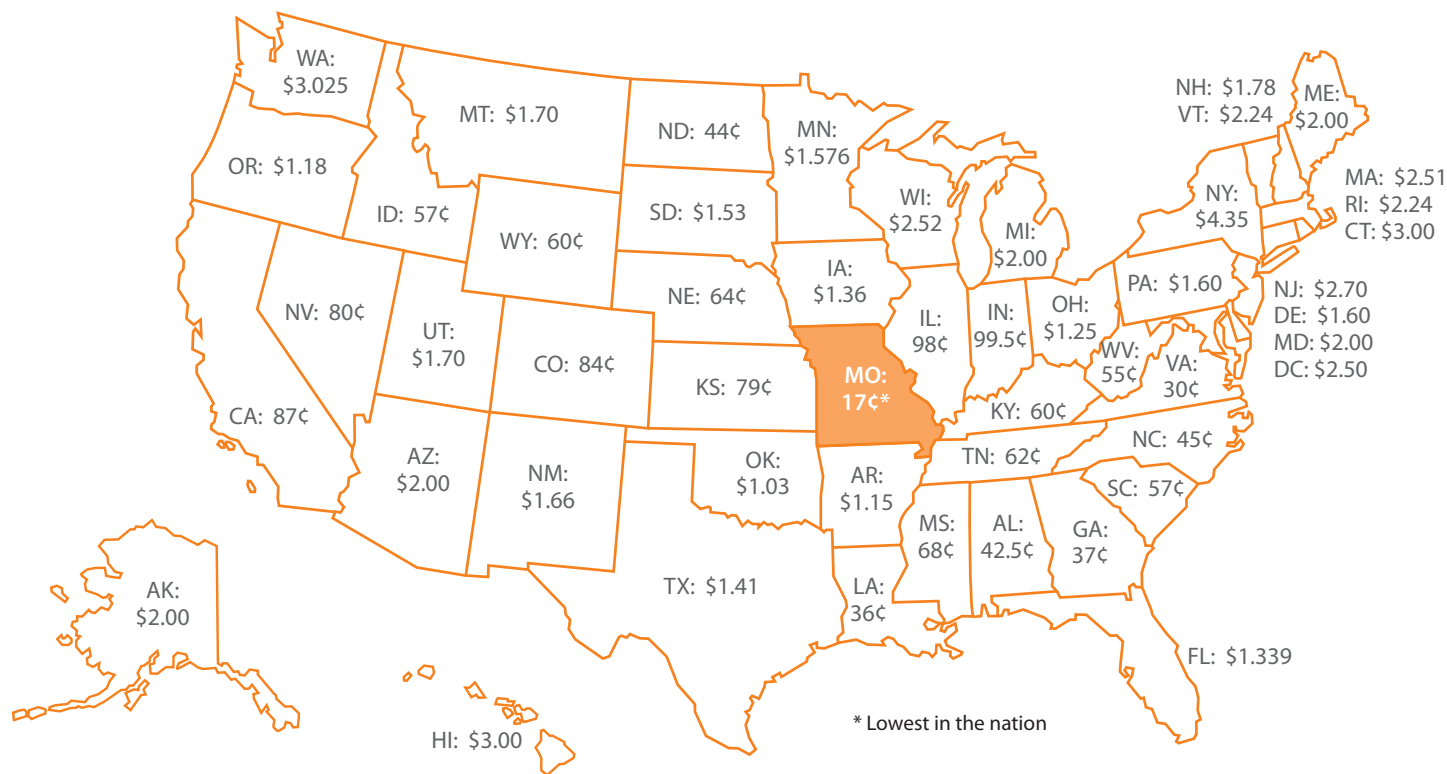 WA:
$3.025
MT: $1.70
ND: 44¢
MN:
$1.576
NH: $1.78
VT: $2.24
ME:
$2.00
OR: $1.18
ID: 57¢
WY: 60¢
SD: $1.53
WI:
$2.52
MI:
$2.00
NY:
$4.35
MA: $2.51
RI: $2.24
CT: $3.00
NV: 80¢
UT:
$1.70
CO: 84¢
NE: 64¢
IA:
$1.36
IL:
98¢
IN:
99.5¢
OH:
$1.25
PA: $1.60
NJ: $2.70
DE: $1.60
MD: $2.00
DC: $2.50
CA: 87¢
KS: 79¢
MO:
17¢*
KY: 60¢
WV:
55¢
VA:
30¢
AZ:
$2.00
NM:
$1.66
OK:
$1.03
AR:
$1.15
TN: 62¢
NC: 45¢
SC: 57¢
TX: $1.41
LA:
36¢
MS:
68¢
AL:
42.5¢
GA:
37¢
AK:
$2.00
FL: $1.339
HI: $3.00
* Lowest in the nation